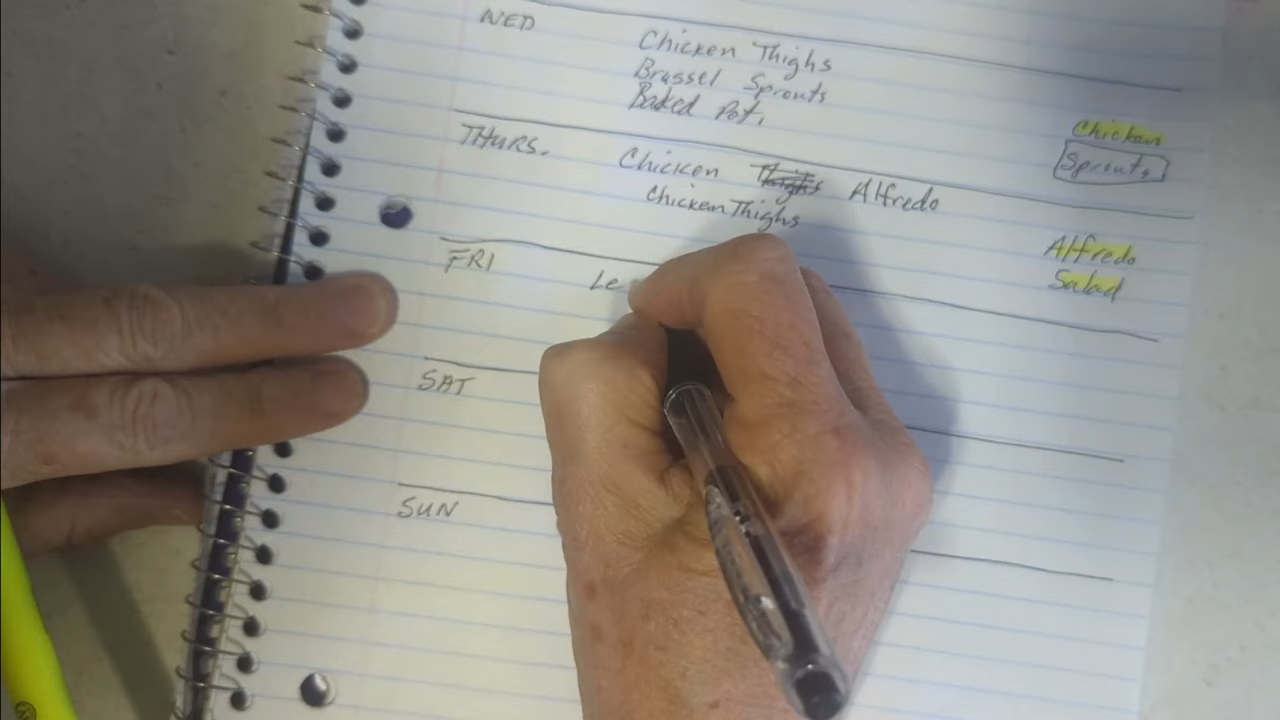 WED
Chicken Thighs
Brussel Sprouts
Baked Pot.
Chicken
Sprouts
THURS.
Chicken Thighs Alfredo
Chicken Thighs
Alfredo
Salad
FRI
Le
SAT
SUN